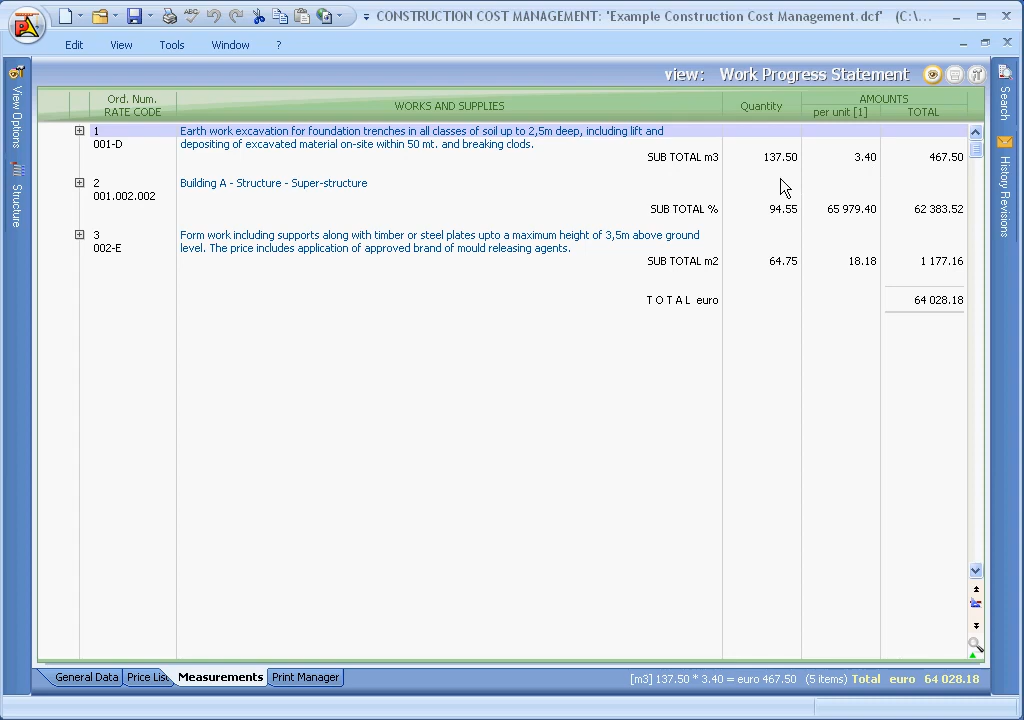 CONSTRUCTION COST MANAGEMENT: 'Example Construction Cost Management.dcf' (C:\...
Edit View Tools Window ?
view: Work Progress Statement
View Options
Structure
Search
History Revisions
Ord. Num.
RATE CODE
WORKS AND SUPPLIES
Quantity
AMOUNTS
per unit [1] TOTAL
1 Earth work excavation for foundation trenches in all classes of soil up to 2,5m deep, including lift and
001-D depositing of excavated material on-site within 50 mt. and breaking clods.
SUB TOTAL m3 137.50 3.40 467.50
2 Building A - Structure - Super-structure
001.002.002
SUB TOTAL % 94.55 65 979.40 62 383.52
3 Form work including supports along with timber or steel plates upto a maximum height of 3,5m above ground
002-E level. The price includes application of approved brand of mould releasing agents.
SUB TOTAL m2 64.75 18.18 1 177.16
T O T A L euro 64 028.18
General Data Price Lis Measurements Print Manager
[m3] 137.50 * 3.40 = euro 467.50 (5 items) Total euro 64 028.18